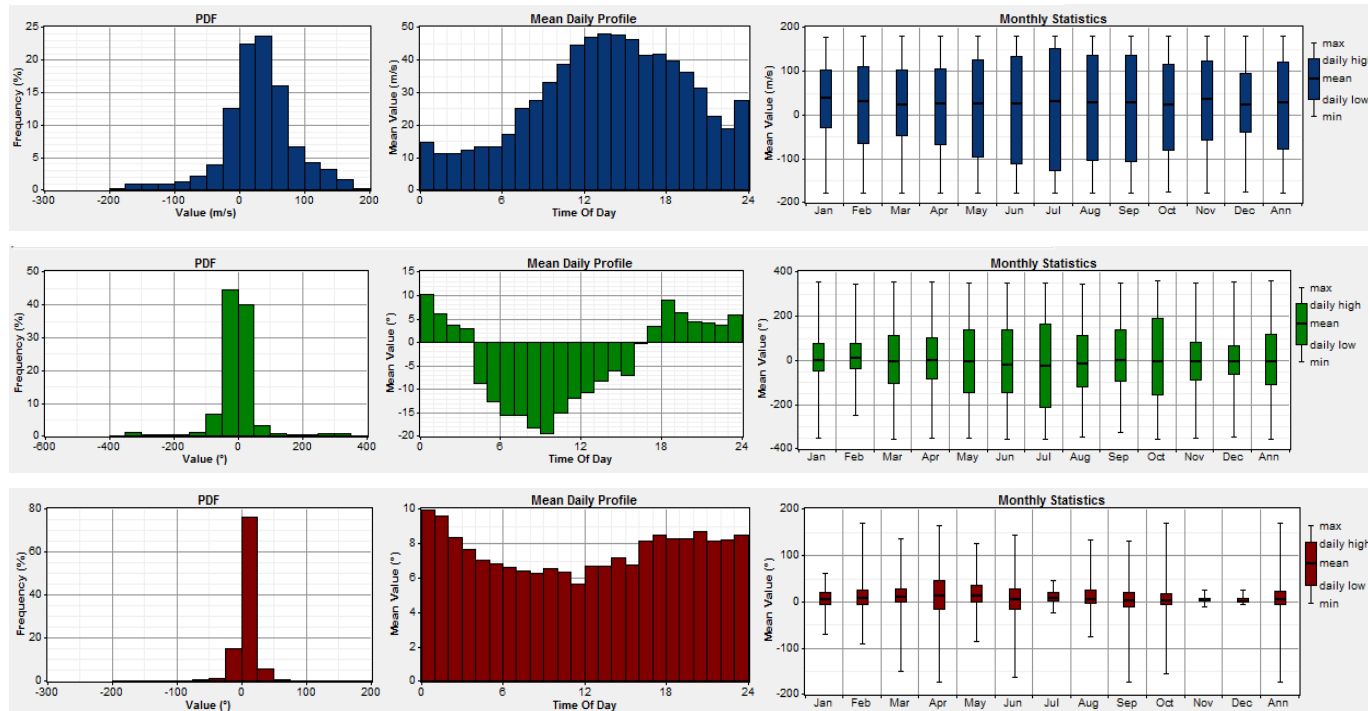 PDF
Mean Daily Profile
Monthly Statistics
25
20
15
10
5
0
Frequency (%)
-300
-200
-100
0
100
200
Value (m/s)
50
40
30
20
10
0
Mean Value (m/s)
0
6
12
18
24
Time Of Day
200
100
0
-100
-200
Mean Value (m/s)
Jan
Feb
Mar
Apr
May
Jun
Jul
Aug
Sep
Oct
Nov
Dec
Ann
max
daily high
mean
daily low
min
PDF
Mean Daily Profile
Monthly Statistics
50
40
30
20
10
0
Frequency (%)
-600
-400
-200
0
200
400
Value (°)
15
10
5
0
-5
-10
-15
-20
Mean Value (°)
0
6
12
18
24
Time Of Day
400
200
0
-200
-400
Mean Value (°)
Jan
Feb
Mar
Apr
May
Jun
Jul
Aug
Sep
Oct
Nov
Dec
Ann
max
daily high
mean
daily low
min
PDF
Mean Daily Profile
Monthly Statistics
80
60
40
20
0
Frequency (%)
-300
-200
-100
0
100
200
Value (°)
10
8
6
4
2
0
Mean Value (°)
0
6
12
18
24
Time Of Day
200
100
0
-100
-200
Mean Value (°)
Jan
Feb
Mar
Apr
May
Jun
Jul
Aug
Sep
Oct
Nov
Dec
Ann
max
daily high
mean
daily low
min